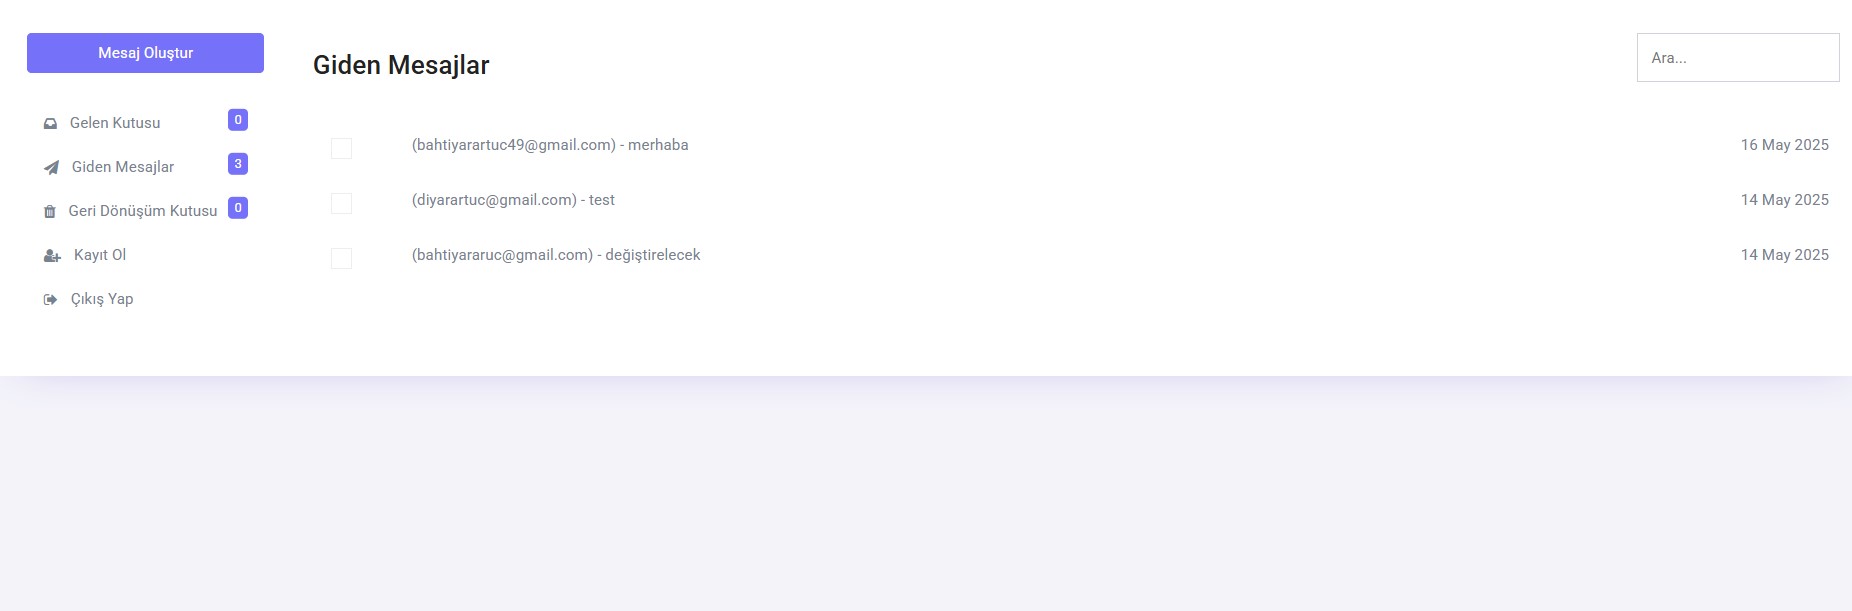 Mesaj Oluştur
Gelen Kutusu 0
Giden Mesajlar 3
Geri Dönüşüm Kutusu 0
Kayıt Ol
Çıkış Yap
Giden Mesajlar
Ara...
(bahtiyarartuc49@gmail.com) - merhaba 16 May 2025
(diyarartuc@gmail.com) - test 14 May 2025
(bahtiyararuc@gmail.com) - değiştirelecek 14 May 2025